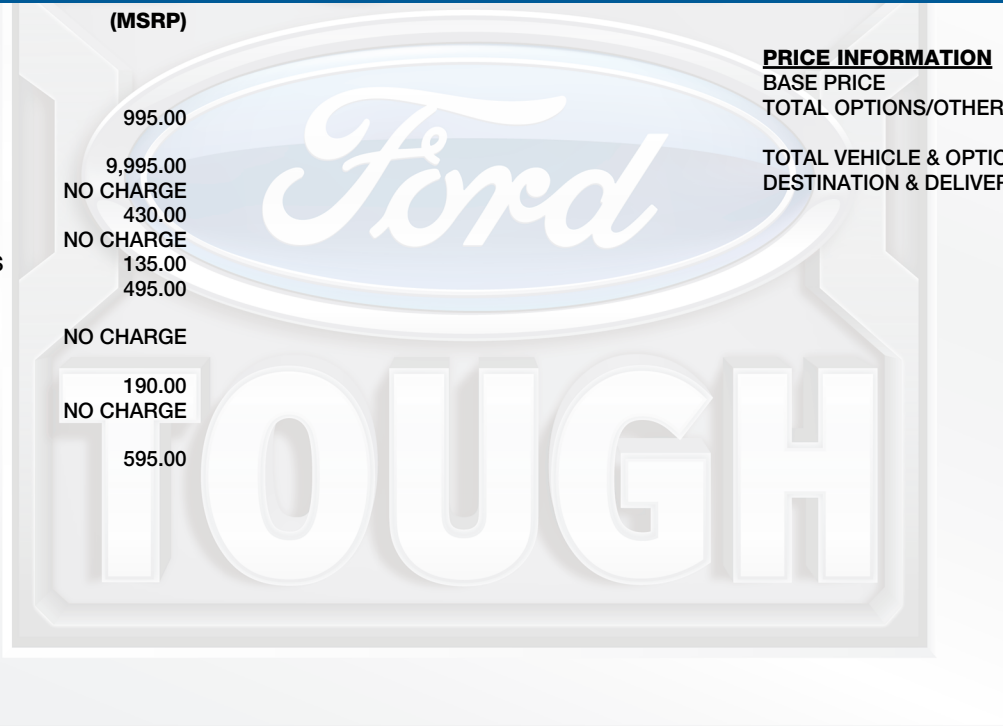 (MSRP)
995.00
9,995.00
NO CHARGE
430.00
NO CHARGE
S
135.00
495.00
NO CHARGE
190.00
NO CHARGE
595.00
PRICE INFORMATION
BASE PRICE
TOTAL OPTIONS/OTHER
TOTAL VEHICLE & OPTIO
DESTINATION & DELIVER
Ford
TOUGH